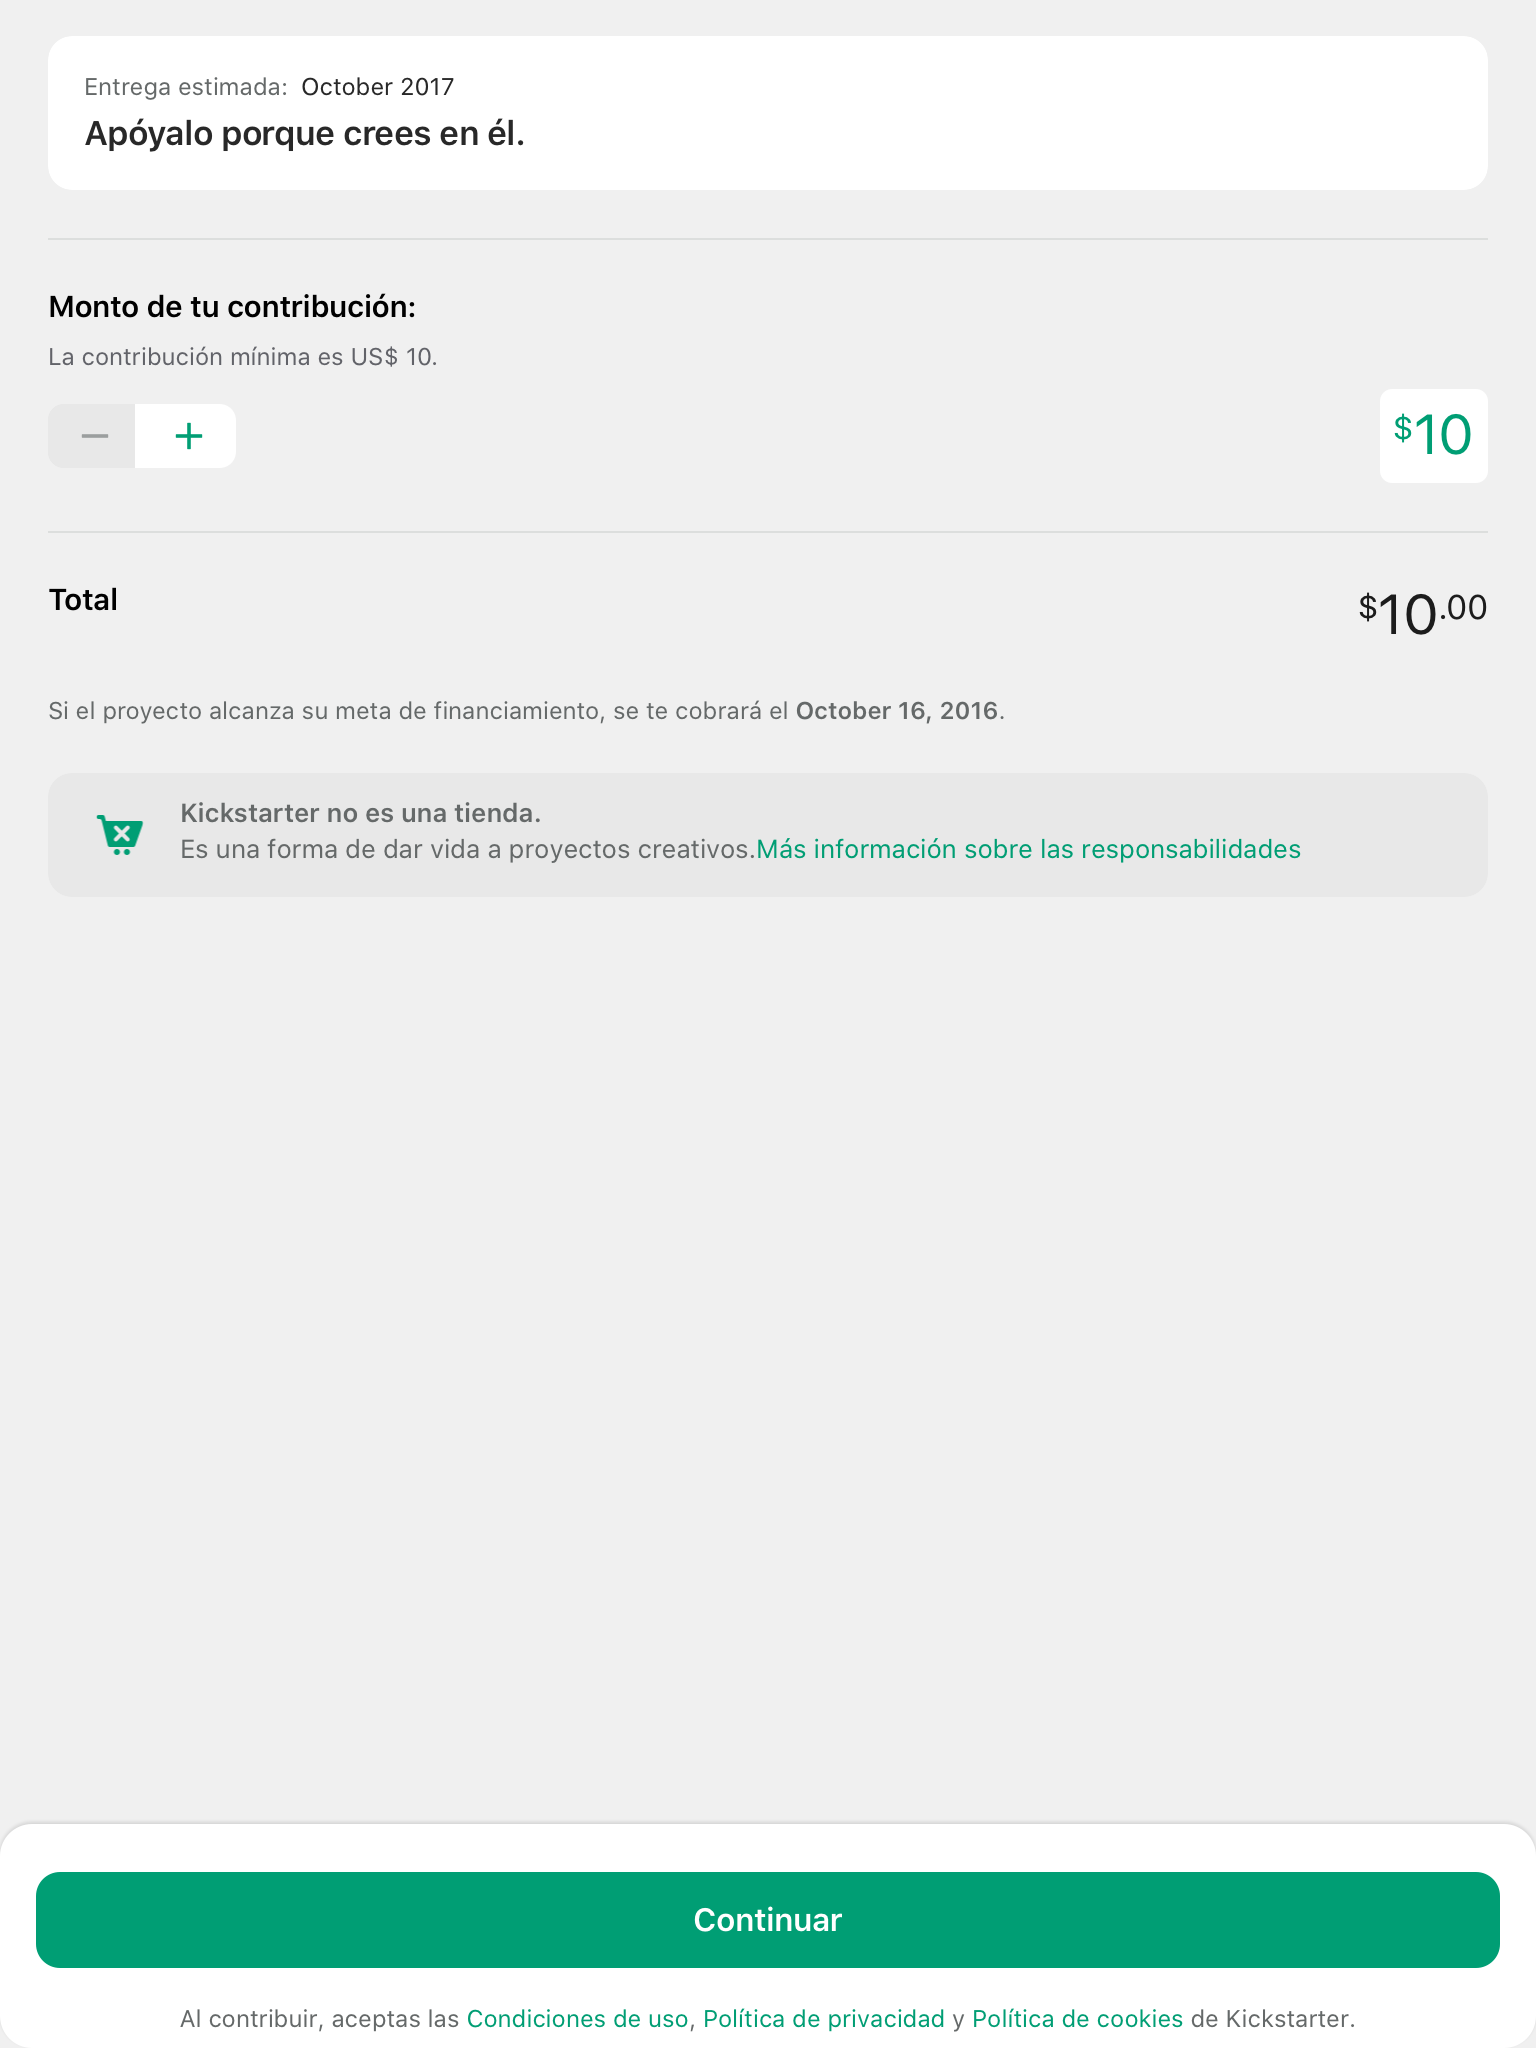 Entrega estimada: October 2017
Apóyalo porque crees en él.
Monto de tu contribución:
La contribución mínima es US$ 10.
$10
Total
$10.00
Si el proyecto alcanza su meta de financiamiento, se te cobrará el October 16, 2016.
Kickstarter no es una tienda.
Es una forma de dar vida a proyectos creativos.Más información sobre las responsabilidades
Continuar
Al contribuir, aceptas las Condiciones de uso, Política de privacidad y Política de cookies de Kickstarter.